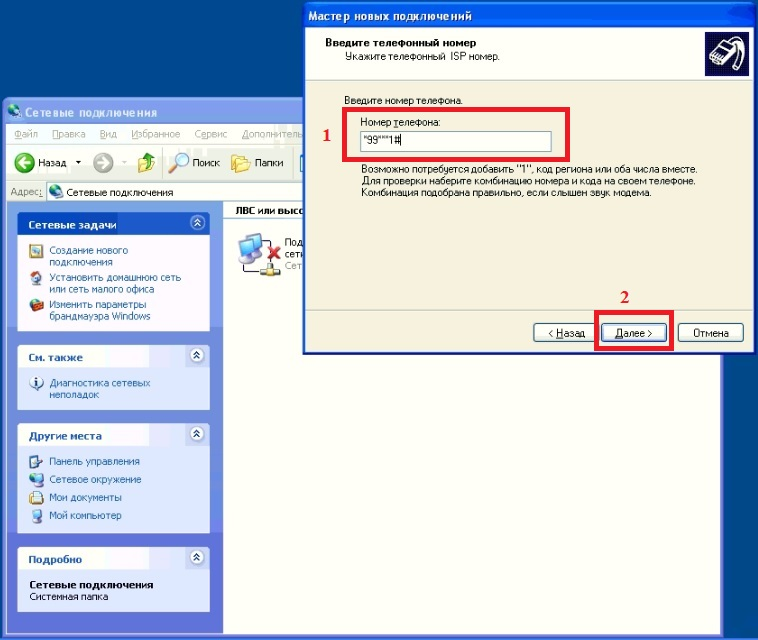 Мастер новых подключений
Введите телефонный номер
Укажите телефонный ISP номер.
Введите номер телефона.
1
Номер телефона:
"99"""1#
Возможно потребуется добавить "1", код региона или оба числа вместе.
Для проверки наберите комбинацию номера и кода на своем телефоне.
Комбинация подобрана правильно, если слышен звук модема.
2
< Назад
Далее >
Отмена
Сетевые подключения
Файл Правка Вид Избранное Сервис Дополнитель
Назад Поиск Папки
Адрес: Сетевые подключения
Сетевые задачи
Создание нового
подключения
Установить домашнюю сеть
или сеть малого офиса
Изменить параметры
брандмауэра Windows
См. также
Диагностика сетевых
неполадок
Другие места
Панель управления
Сетевое окружение
Мои документы
Мой компьютер
Подробно
Сетевые подключения
Системная папка
ЛВС или высо
Под
сети
Сет